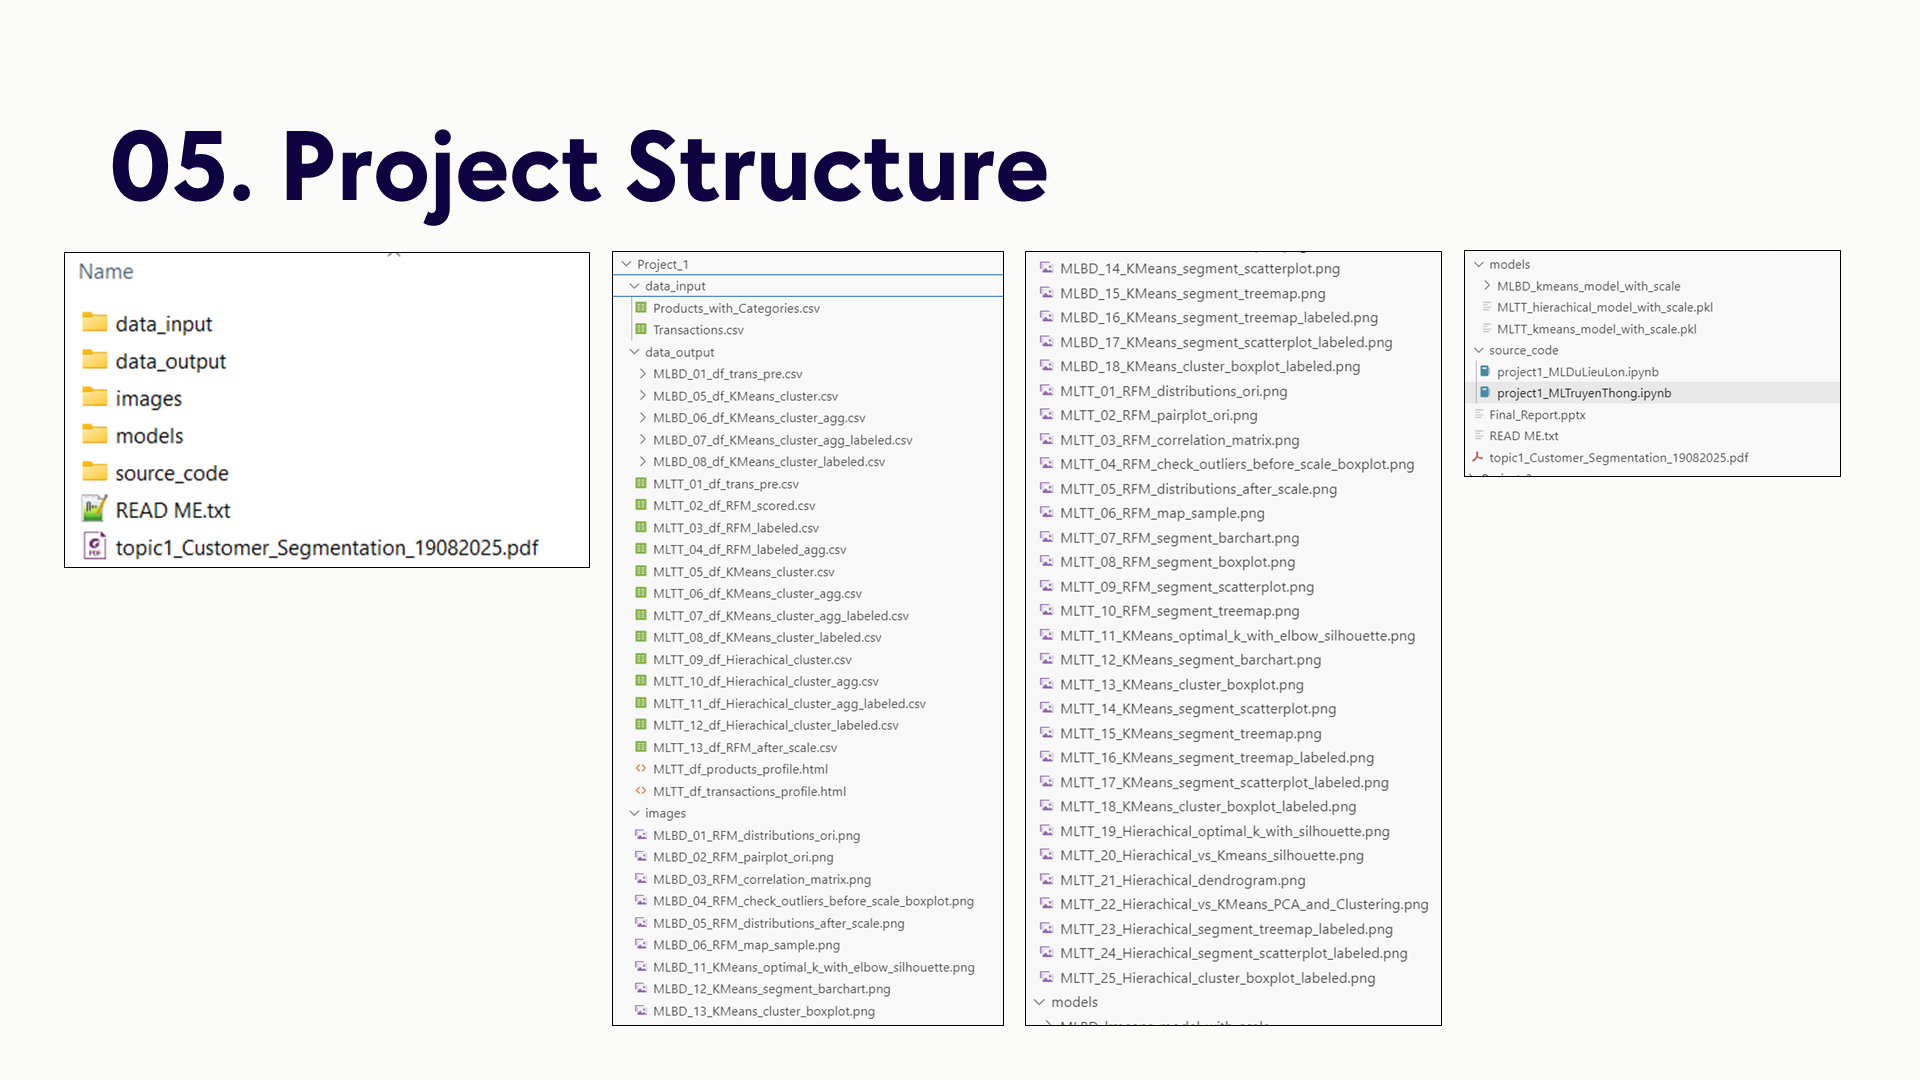 05. Project Structure
Name
data_input
data_output
images
models
source_code
READ ME.txt
topic1_Customer_Segmentation_19082025.pdf
Project_1
data_input
Products_with_Categories.csv
Transactions.csv
data_output
MLBD_01_df_trans_pre.csv
MLBD_05_df_KMeans_cluster.csv
MLBD_06_df_KMeans_cluster_agg.csv
MLBD_07_df_KMeans_cluster_agg_labeled.csv
MLBD_08_df_KMeans_cluster_labeled.csv
MLTT_01_df_trans_pre.csv
MLTT_02_df_RFM_scored.csv
MLTT_03_df_RFM_labeled.csv
MLTT_04_df_RFM_labeled_agg.csv
MLTT_05_df_KMeans_cluster.csv
MLTT_06_df_KMeans_cluster_agg.csv
MLTT_07_df_KMeans_cluster_agg_labeled.csv
MLTT_08_df_KMeans_cluster_labeled.csv
MLTT_09_df_Hierachical_cluster.csv
MLTT_10_df_Hierachical_cluster_agg.csv
MLTT_11_df_Hierachical_cluster_agg_labeled.csv
MLTT_12_df_Hierachical_cluster_labeled.csv
MLTT_13_df_RFM_after_scale.csv
MLTT_df_products_profile.html
MLTT_df_transactions_profile.html
images
MLBD_01_RFM_distributions_ori.png
MLBD_02_RFM_pairplot_ori.png
MLBD_03_RFM_correlation_matrix.png
MLBD_04_RFM_check_outliers_before_scale_boxplot.png
MLBD_05_RFM_distributions_after_scale.png
MLBD_06_RFM_map_sample.png
MLBD_11_KMeans_optimal_k_with_elbow_silhouette.png
MLBD_12_KMeans_segment_barchart.png
MLBD_13_KMeans_cluster_boxplot.png
MLBD_14_KMeans_segment_scatterplot.png
MLBD_15_KMeans_segment_treemap.png
MLBD_16_KMeans_segment_treemap_labeled.png
MLBD_17_KMeans_segment_scatterplot_labeled.png
MLBD_18_KMeans_cluster_boxplot_labeled.png
MLTT_01_RFM_distributions_ori.png
MLTT_02_RFM_pairplot_ori.png
MLTT_03_RFM_correlation_matrix.png
MLTT_04_RFM_check_outliers_before_scale_boxplot.png
MLTT_05_RFM_distributions_after_scale.png
MLTT_06_RFM_map_sample.png
MLTT_07_RFM_segment_barchart.png
MLTT_08_RFM_segment_boxplot.png
MLTT_09_RFM_segment_scatterplot.png
MLTT_10_RFM_segment_treemap.png
MLTT_11_KMeans_optimal_k_with_elbow_silhouette.png
MLTT_12_KMeans_segment_barchart.png
MLTT_13_KMeans_cluster_boxplot.png
MLTT_14_KMeans_segment_scatterplot.png
MLTT_15_KMeans_segment_treemap.png
MLTT_16_KMeans_segment_treemap_labeled.png
MLTT_17_KMeans_segment_scatterplot_labeled.png
MLTT_18_KMeans_cluster_boxplot_labeled.png
MLTT_19_Hierachical_optimal_k_with_silhouette.png
MLTT_20_Hierachical_vs_Kmeans_silhouette.png
MLTT_21_Hierachical_dendrogram.png
MLTT_22_Hierachical_vs_KMeans_PCA_and_Clustering.png
MLTT_23_Hierachical_segment_treemap_labeled.png
MLTT_24_Hierachical_segment_scatterplot_labeled.png
MLTT_25_Hierachical_cluster_boxplot_labeled.png
models
models
MLBD_kmeans_model_with_scale
MLTT_hierachical_model_with_scale.pkl
MLTT_kmeans_model_with_scale.pkl
source_code
project1_MLDuLieuLon.ipynb
project1_MLTruyenThong.ipynb
Final_Report.pptx
READ ME.txt
topic1_Customer_Segmentation_19082025.pdf